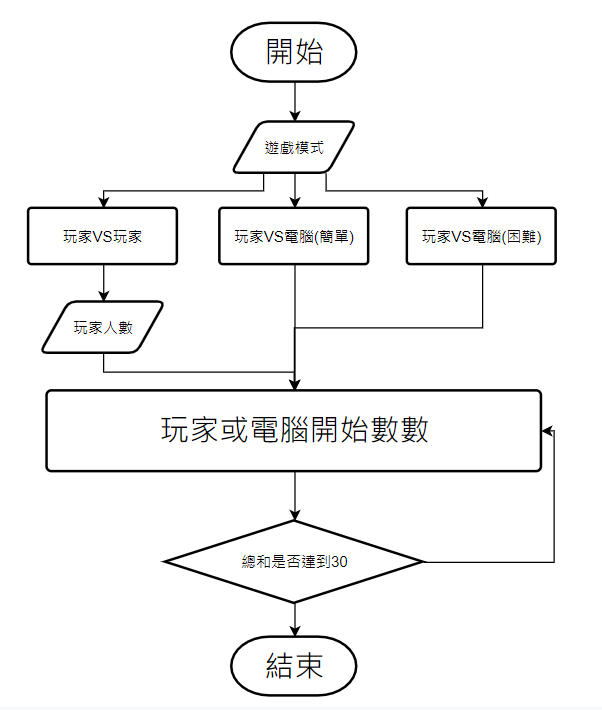 開始
遊戲模式
玩家VS玩家
玩家VS電腦(簡單)
玩家VS電腦(困難)
玩家人數
玩家或電腦開始數數
總和是否達到30
結束